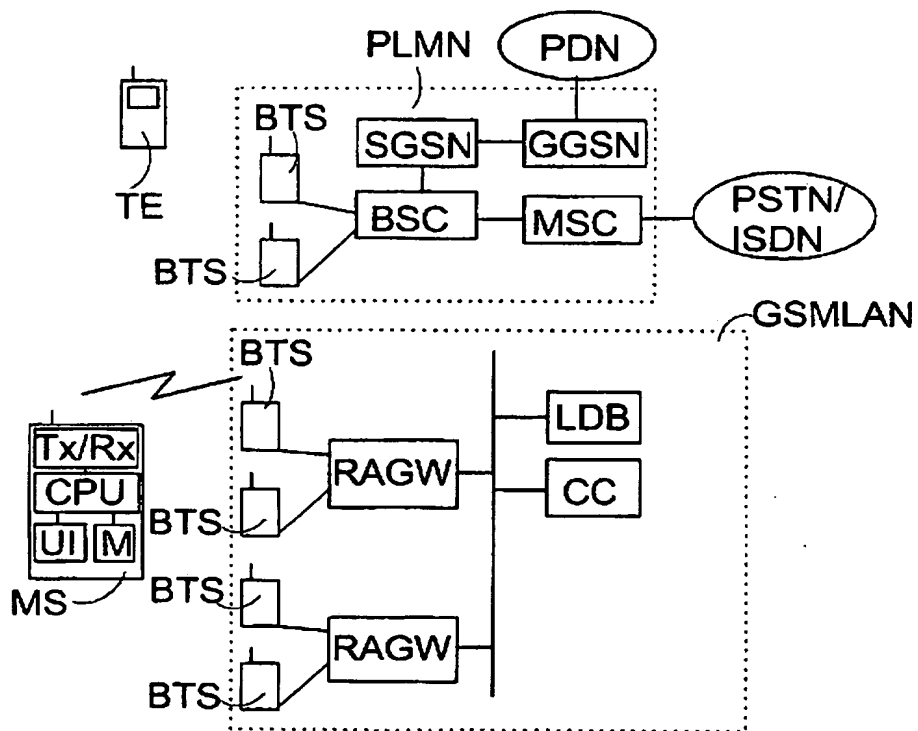 PLMN
PDN
BTS
SGSN
GGSN
TE
BSC
MSC
PSTN/
ISDN
BTS
GSMLAN
BTS
LDB
Tx/Rx
RAGW
CPU
CC
BTS
UI
M
BTS
MS
RAGW
BTS